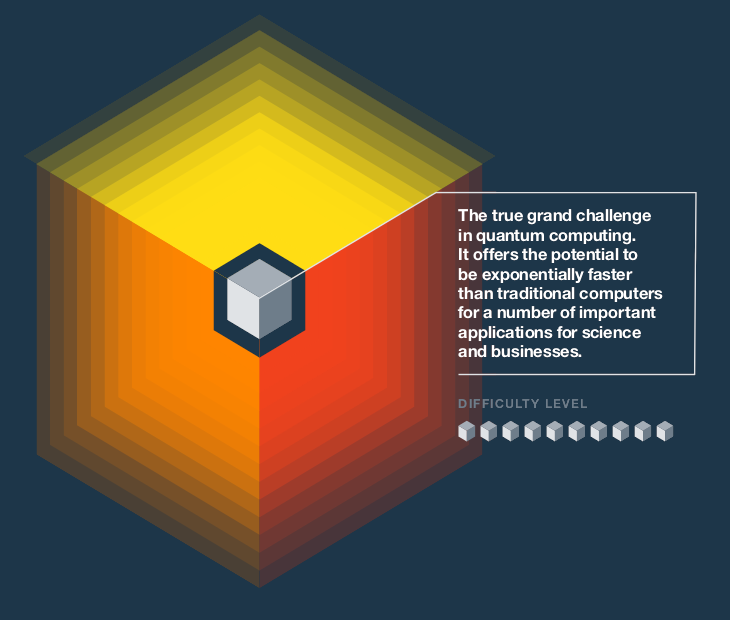 The true grand challenge
in quantum computing.
It offers the potential to
be exponentially faster
than traditional computers
for a number of important
applications for science
and businesses.
DIFFICULTY LEVEL